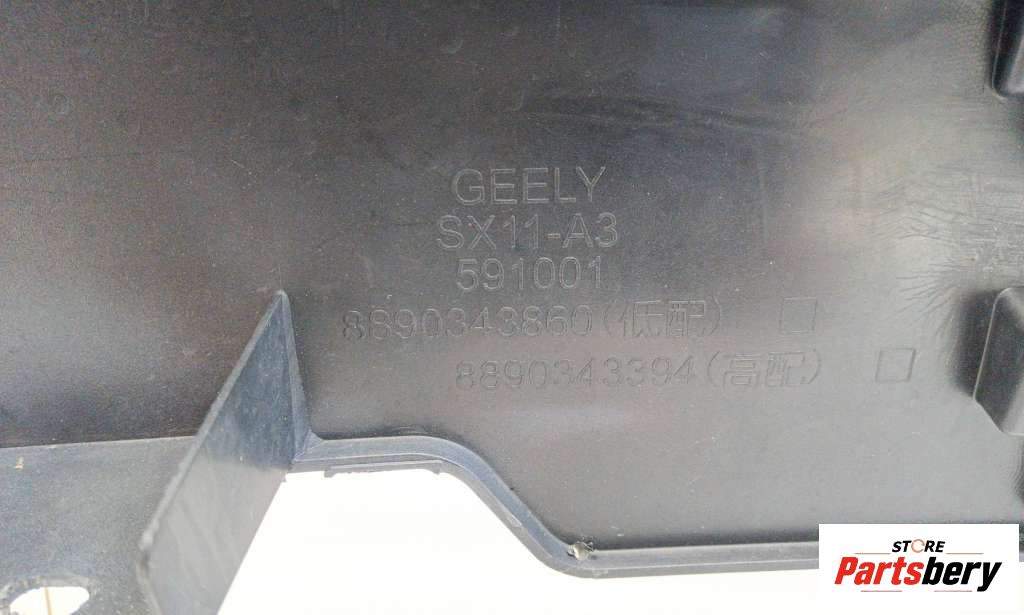 GEELY
SX11-A3
591001
8890343860(低配) □
8890343394(高配) □
STORE
Partsbery